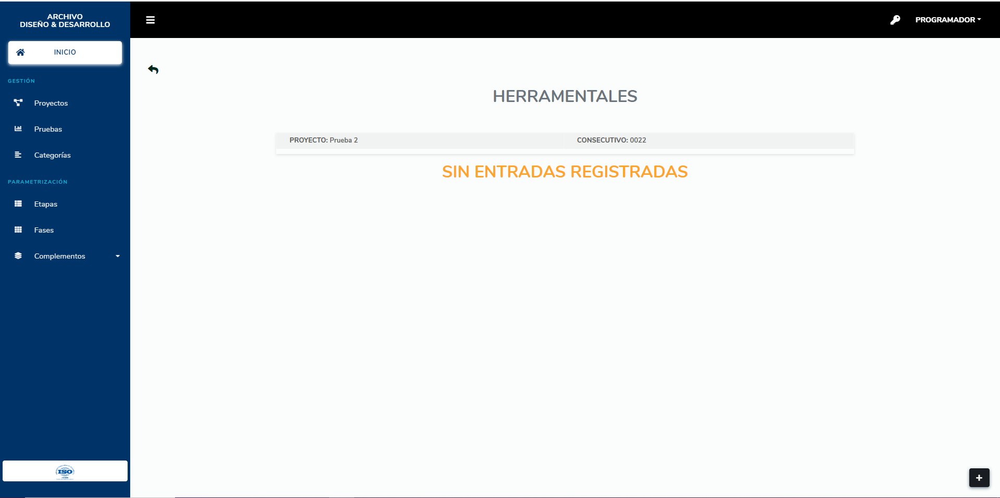 ARCHIVO
DISEÑO & DESARROLLO
PROGRAMADOR
INICIO
GESTIÓN
Proyectos
Pruebas
Categorías
PARAMETRIZACIÓN
Etapas
Fases
Complementos
ISO
HERRAMENTALES
PROYECTO: Prueba 2
CONSECUTIVO: 0022
SIN ENTRADAS REGISTRADAS
+